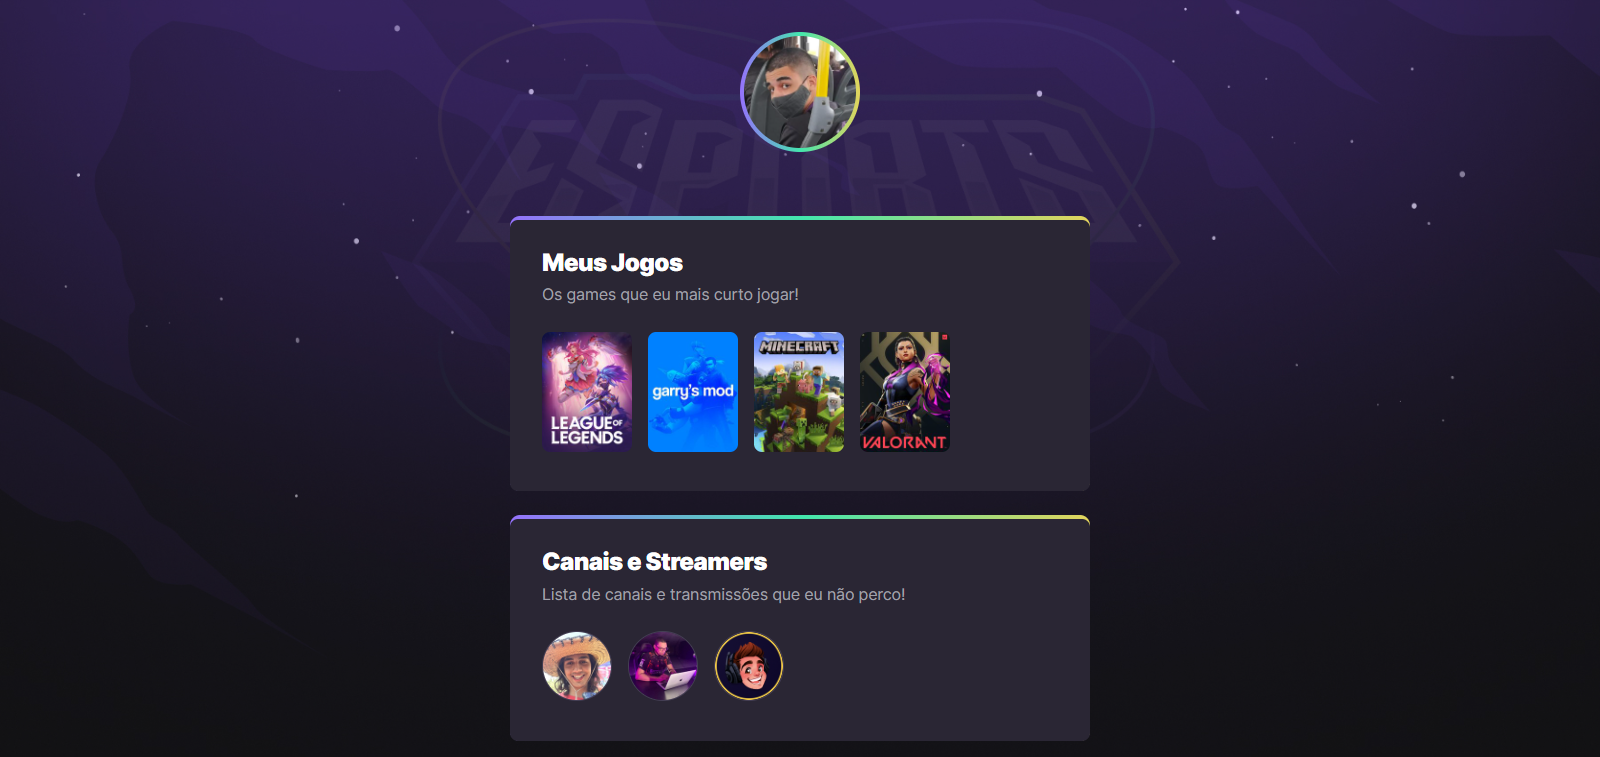 ESPORTS
Meus Jogos
Os games que eu mais curto jogar!
LEAGUE OF
LEGENDS
garry's mod
MINECRAFT
VALORANT
Canais e Streamers
Lista de canais e transmissões que eu não perco!